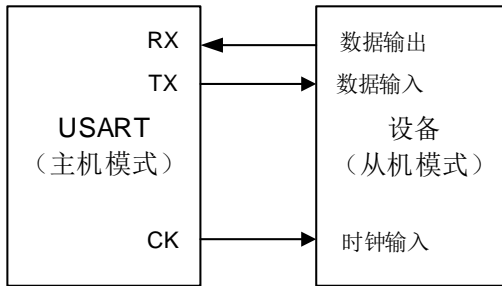 RX
TX
USART
（主机模式）
CK
数据输出
数据输入
设备
（从机模式）
时钟输入